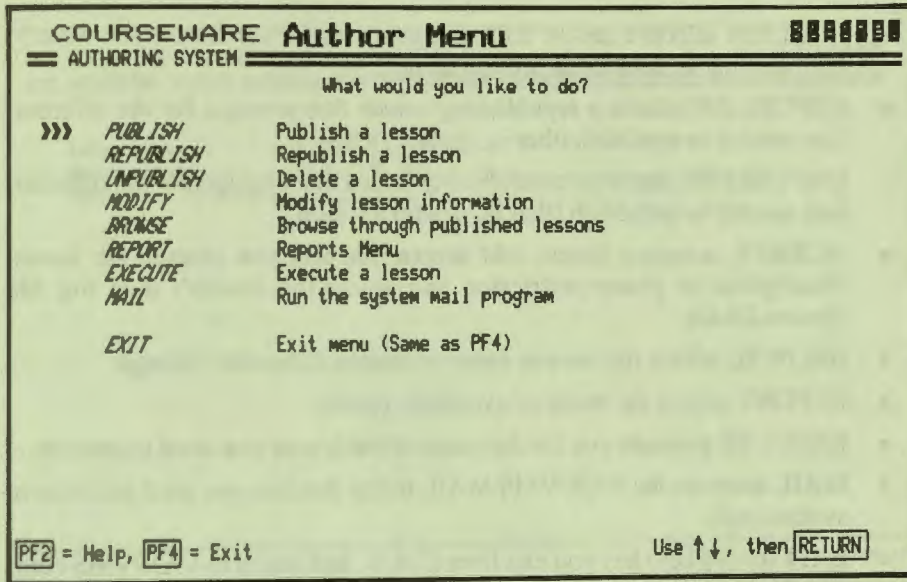 COURSEWARE Author Menu
AUTHORING SYSTEM
What would you like to do?
>>> PUBLISH Publish a lesson
REPUBLISH Republish a lesson
UNPUBLISH Delete a lesson
MODIFY Modify lesson information
BROWSE Browse through published lessons
REPORT Reports Menu
EXECUTE Execute a lesson
MAIL Run the system mail program
EXIT Exit menu (Same as PF4)
PF2 = Help, PF4 = Exit
Use ↑↓, then RETURN